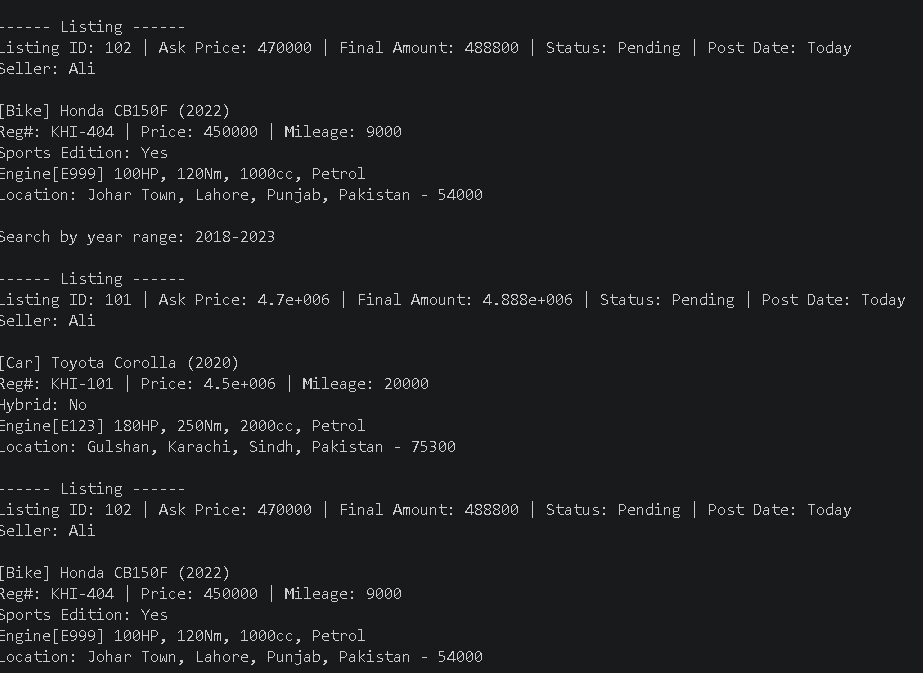 ------ Listing ------
Listing ID: 102 | Ask Price: 470000 | Final Amount: 488800 | Status: Pending | Post Date: Today
Seller: Ali
[Bike] Honda CB150F (2022)
Reg#: KHI-404 | Price: 450000 | Mileage: 9000
Sports Edition: Yes
Engine[E999] 100HP, 120Nm, 1000cc, Petrol
Location: Johar Town, Lahore, Punjab, Pakistan - 54000
Search by year range: 2018-2023
------ Listing ------
Listing ID: 101 | Ask Price: 4.7e+006 | Final Amount: 4.888e+006 | Status: Pending | Post Date: Today
Seller: Ali
[Car] Toyota Corolla (2020)
Reg#: KHI-101 | Price: 4.5e+006 | Mileage: 20000
Hybrid: No
Engine[E123] 180HP, 250Nm, 2000cc, Petrol
Location: Gulshan, Karachi, Sindh, Pakistan - 75300
------ Listing ------
Listing ID: 102 | Ask Price: 470000 | Final Amount: 488800 | Status: Pending | Post Date: Today
Seller: Ali
[Bike] Honda CB150F (2022)
Reg#: KHI-404 | Price: 450000 | Mileage: 9000
Sports Edition: Yes
Engine[E999] 100HP, 120Nm, 1000cc, Petrol
Location: Johar Town, Lahore, Punjab, Pakistan - 54000